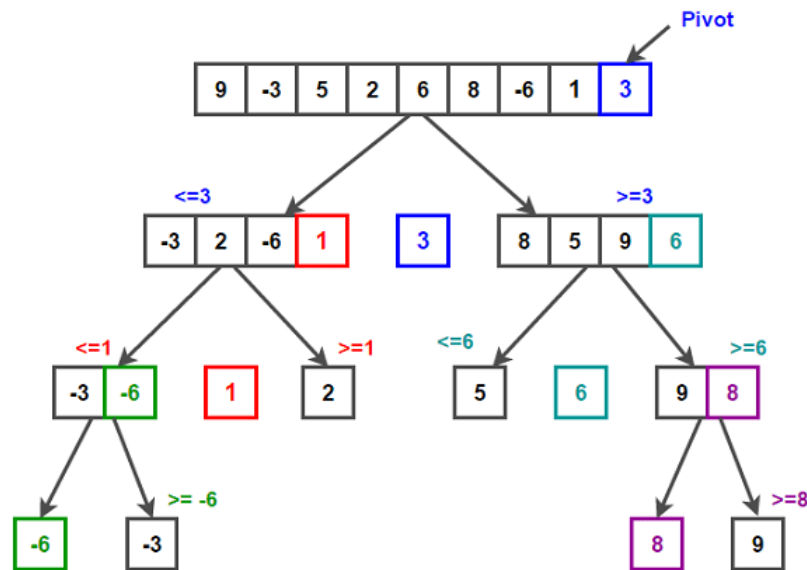 Pivot
9 -3 5 2 6 8 -6 1 3
<=3 >=3
-3 2 -6 1 3 8 5 9 6
<=1 >=1 <=6 >=6
-3 -6 1 2 5 6 9 8
>= -6 >=8
-6 -3 8 9